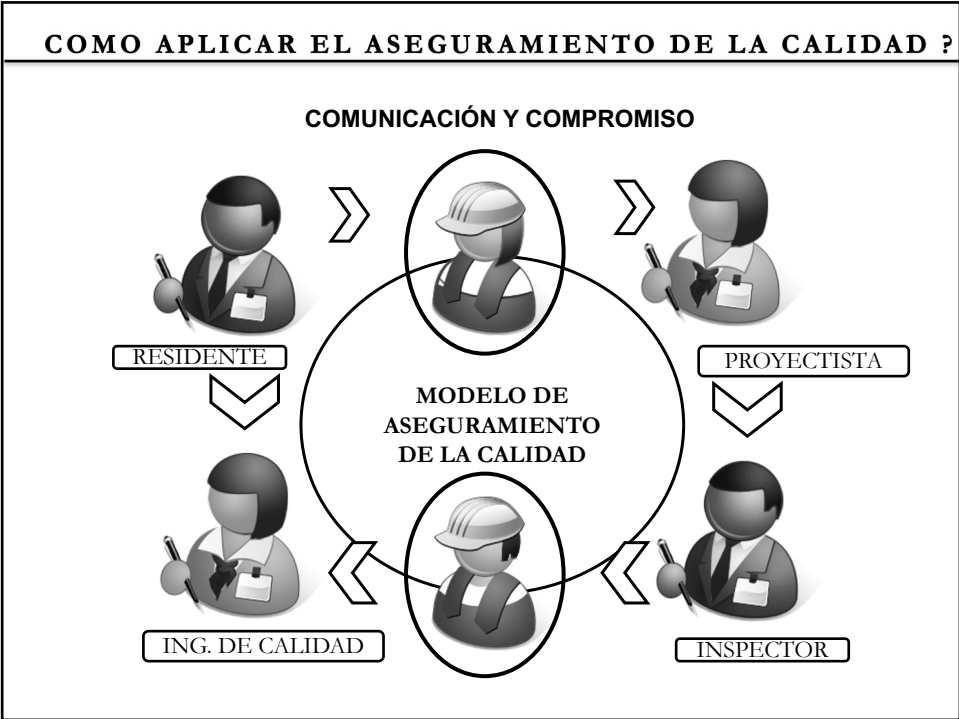 COMO APLICAR EL ASEGURAMIENTO DE LA CALIDAD ?
COMUNICACIÓN Y COMPROMISO
RESIDENTE
PROYECTISTA
MODELO DE
ASEGURAMIENTO
DE LA CALIDAD
ING. DE CALIDAD
INSPECTOR